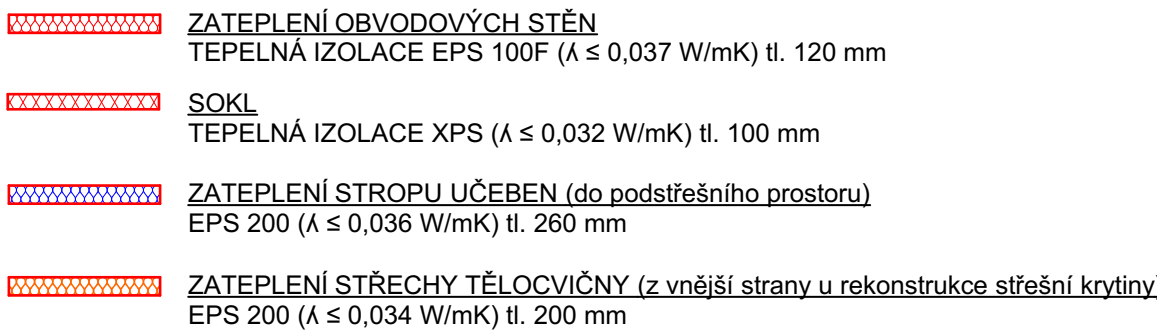 ZATEPLENÍ OBVODOVÝCH STĚN
TEPELNÁ IZOLACE EPS 100F (ʎ ≤ 0,037 W/mK) tl. 120 mm
SOKL
TEPELNÁ IZOLACE XPS (ʎ ≤ 0,032 W/mK) tl. 100 mm
ZATEPLENÍ STROPU UČEBEN (do podstřešního prostoru)
EPS 200 (ʎ ≤ 0,036 W/mK) tl. 260 mm
ZATEPLENÍ STŘECHY TĚLOCVIČNY (z vnější strany u rekonstrukce střešní krytiny)
EPS 200 (ʎ ≤ 0,034 W/mK) tl. 200 mm